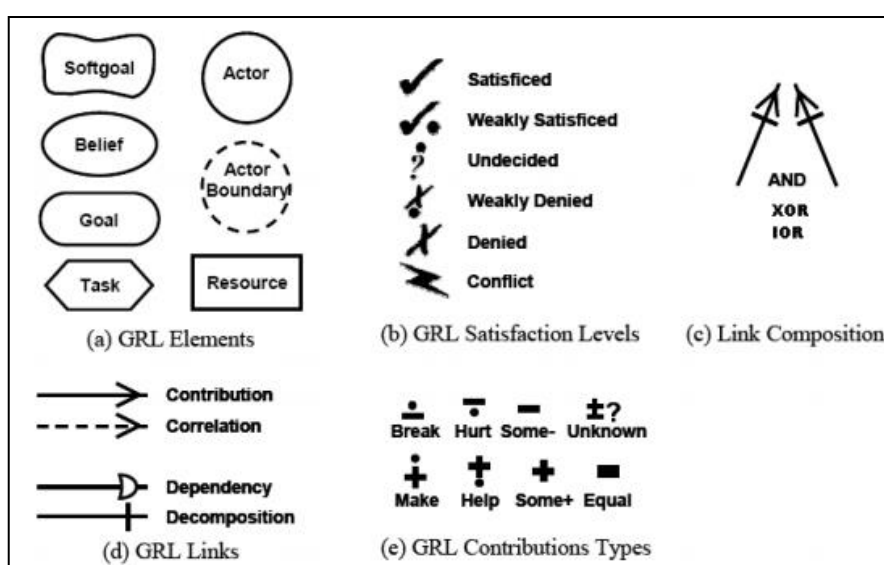 Softgoal
Actor
Belief
Actor
Boundary
Goal
Task
Resource
(a) GRL Elements
Satisficed
Weakly Satisficed
Undecided
Weakly Denied
Denied
Conflict
(b) GRL Satisfaction Levels
AND
XOR
IOR
(c) Link Composition
Contribution
Correlation
Dependency
Decomposition
(d) GRL Links
±?
Break Hurt Some- Unknown
Make Help Some+ Equal
(e) GRL Contributions Types